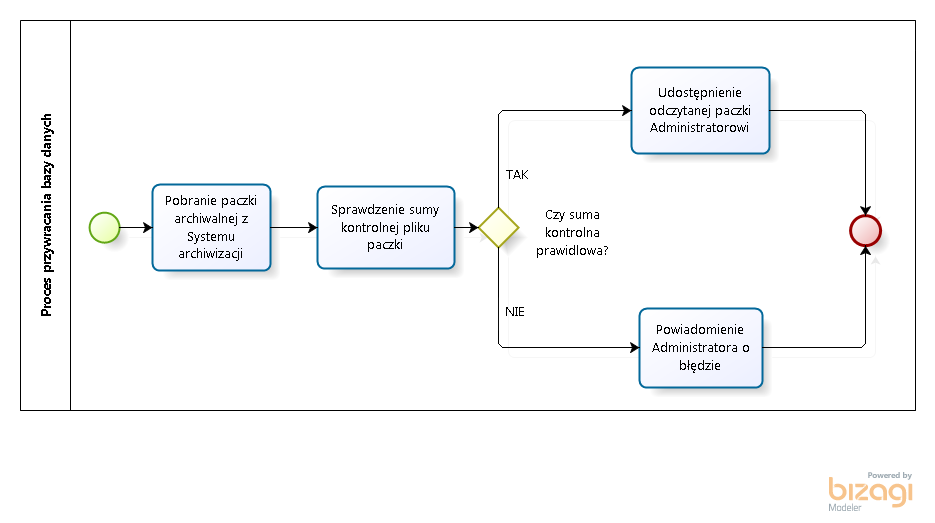 Proces przywracania bazy danych
Pobranie paczki
archiwalnej z
Systemu
archiwizacji
Sprawdzenie sumy
kontrolnej pliku
paczki
Czy suma
kontrolna
prawidlowa?
TAK
Udostępnienie
odczytanej paczki
Administratorowi
NIE
Powiadomienie
Administratora o
błędzie
Powered by
bizagi
Modeler